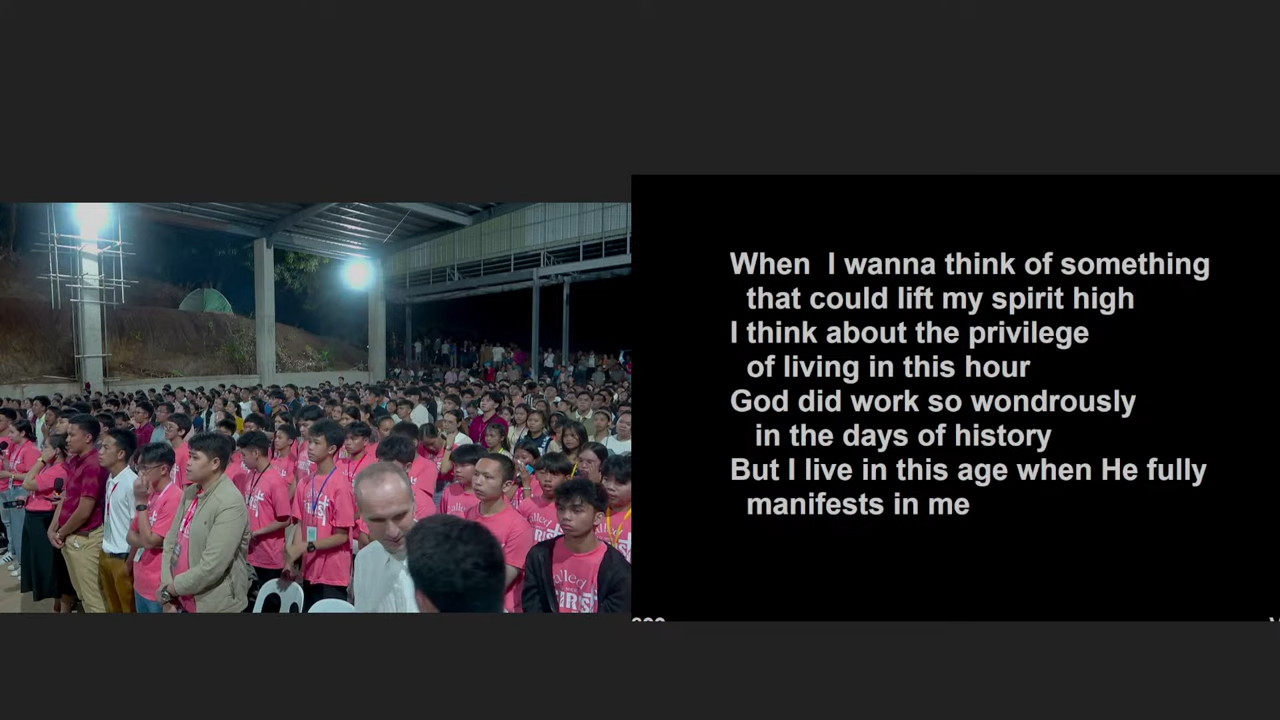 When I wanna think of something
that could lift my spirit high
I think about the privilege
of living in this hour
God did work so wondrously
in the days of history
But I live in this age when He fully
manifests in me